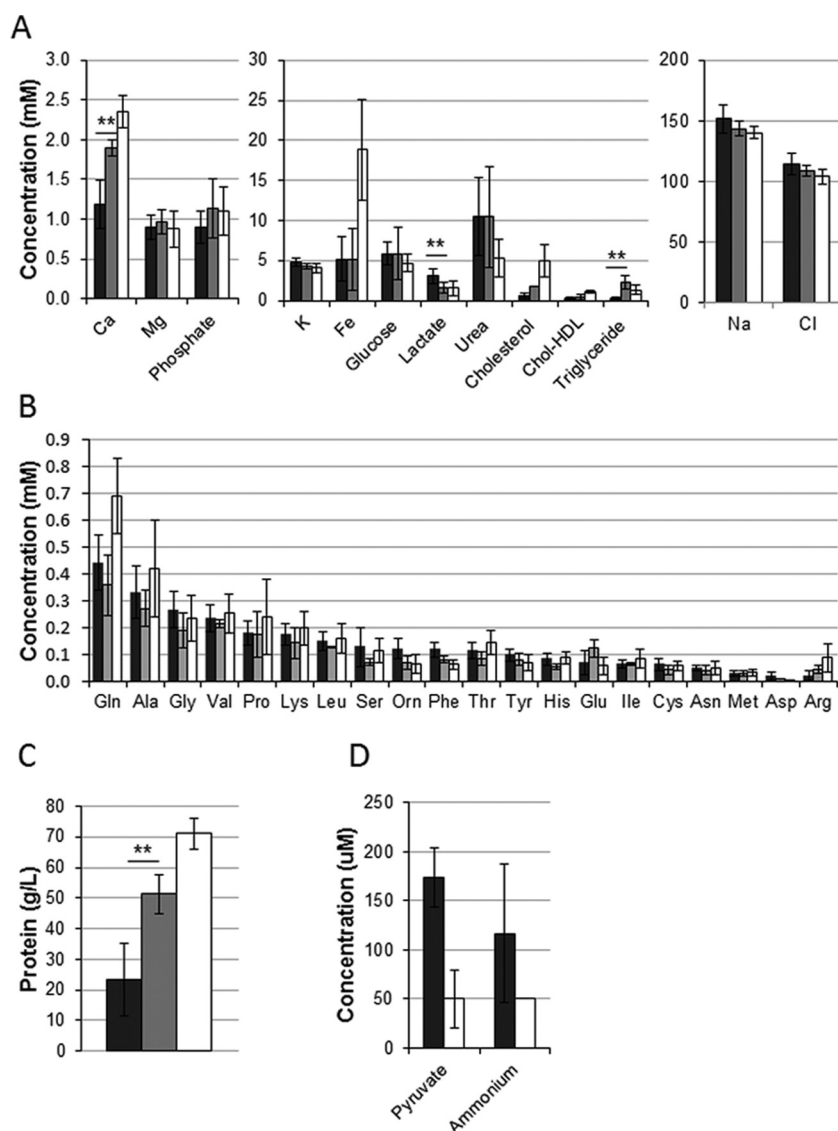 A
Concentration (mM)
3.0
2.5
2.0
1.5
1.0
0.5
0.0
**
Ca
Mg
Phosphate
30
25
20
15
10
5
0
**
**
K
Fe
Glucose
Lactate
Urea
Cholesterol
Chol-HDL
Triglyceride
200
150
100
50
0
Na
Cl
B
Concentration (mM)
0.9
0.8
0.7
0.6
0.5
0.4
0.3
0.2
0.1
0.0
Gln Ala Gly Val Pro Lys Leu Ser Orn Phe Thr Tyr His Glu Ile Cys Asn Met Asp Arg
C
Protein (g/L)
80
70
60
50
40
30
20
10
0
**
D
Concentration (uM)
250
200
150
100
50
0
Pyruvate
Ammonium